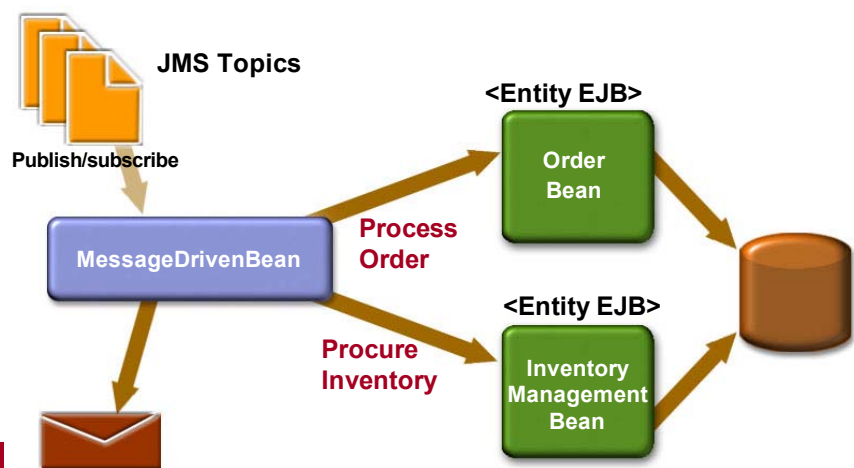 JMS Topics
Publish/subscribe
<Entity EJB>
Order
Bean
MessageDrivenBean
Process
Order
<Entity EJB>
Procure
Inventory
Inventory
Management
Bean